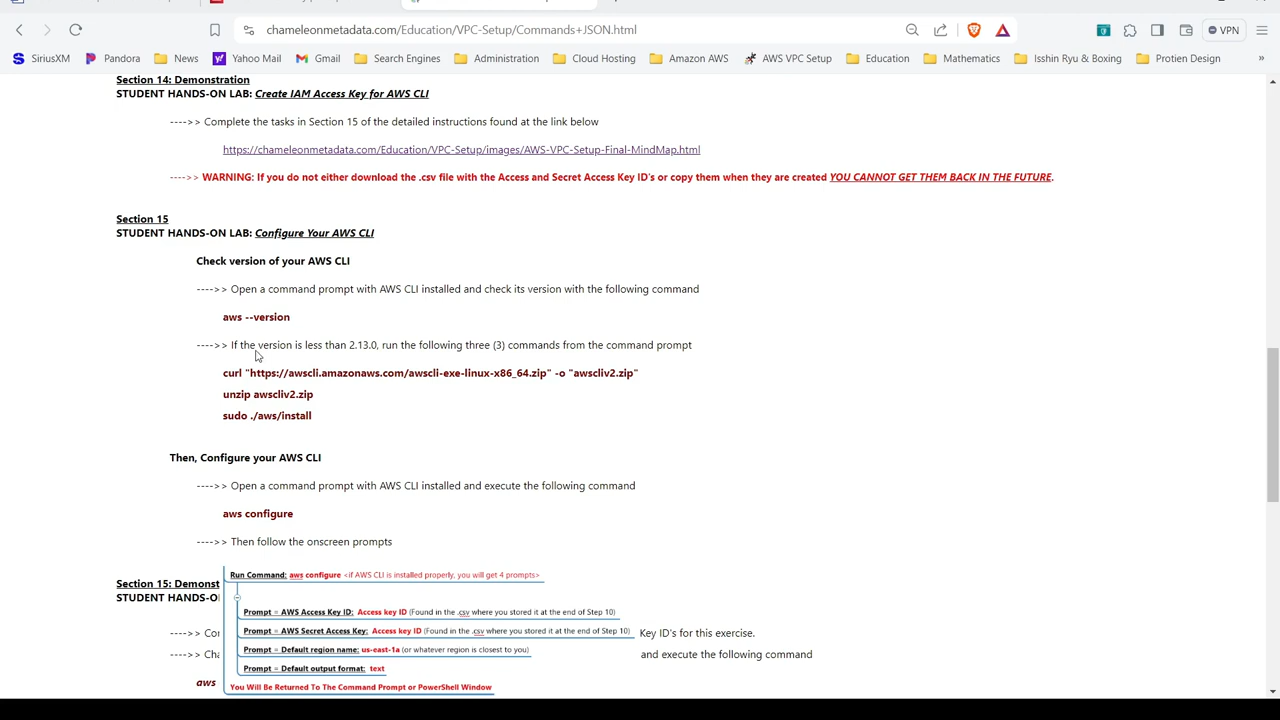 chameleonmetadata.com/Education/VPC-Setup/Commands+JSON.html
VPN
SiriusXM
Pandora
News
Yahoo Mail
Gmail
Search Engines
Administration
Cloud Hosting
Amazon AWS
AWS VPC Setup
Education
Mathematics
Isshin Ryu & Boxing
Protien Design
»
Section 14: Demonstration
STUDENT HANDS-ON LAB: Create IAM Access Key for AWS CLI
---->> Complete the tasks in Section 15 of the detailed instructions found at the link below
https://chameleonmetadata.com/Education/VPC-Setup/images/AWS-VPC-Setup-Final-MindMap.html
---->> WARNING: If you do not either download the .csv file with the Access and Secret Access Key ID's or copy them when they are created YOU CANNOT GET THEM BACK IN THE FUTURE.
Section 15
STUDENT HANDS-ON LAB: Configure Your AWS CLI
Check version of your AWS CLI
---->> Open a command prompt with AWS CLI installed and check its version with the following command
aws --version
---->> If the version is less than 2.13.0, run the following three (3) commands from the command prompt
curl "https://awscli.amazonaws.com/awscli-exe-linux-x86_64.zip" -o "awscliv2.zip"
unzip awscliv2.zip
sudo ./aws/install
Then, Configure your AWS CLI
---->> Open a command prompt with AWS CLI installed and execute the following command
aws configure
---->> Then follow the onscreen prompts
Run Command: aws configure <if AWS CLI is installed properly, you will get 4 prompts>
Section 15: Demonst
STUDENT HANDS-O
Prompt = AWS Access Key ID: Access key ID (Found in the .csv where you stored it at the end of Step 10)
Prompt = AWS Secret Access Key: Access key ID (Found in the .csv where you stored it at the end of Step 10)
---->> Cor Key ID's for this exercise.
Prompt = Default region name: us-east-1a (or whatever region is closest to you)
---->> Cha and execute the following command
Prompt = Default output format: text
aws
You Will Be Returned To The Command Prompt or PowerShell Window